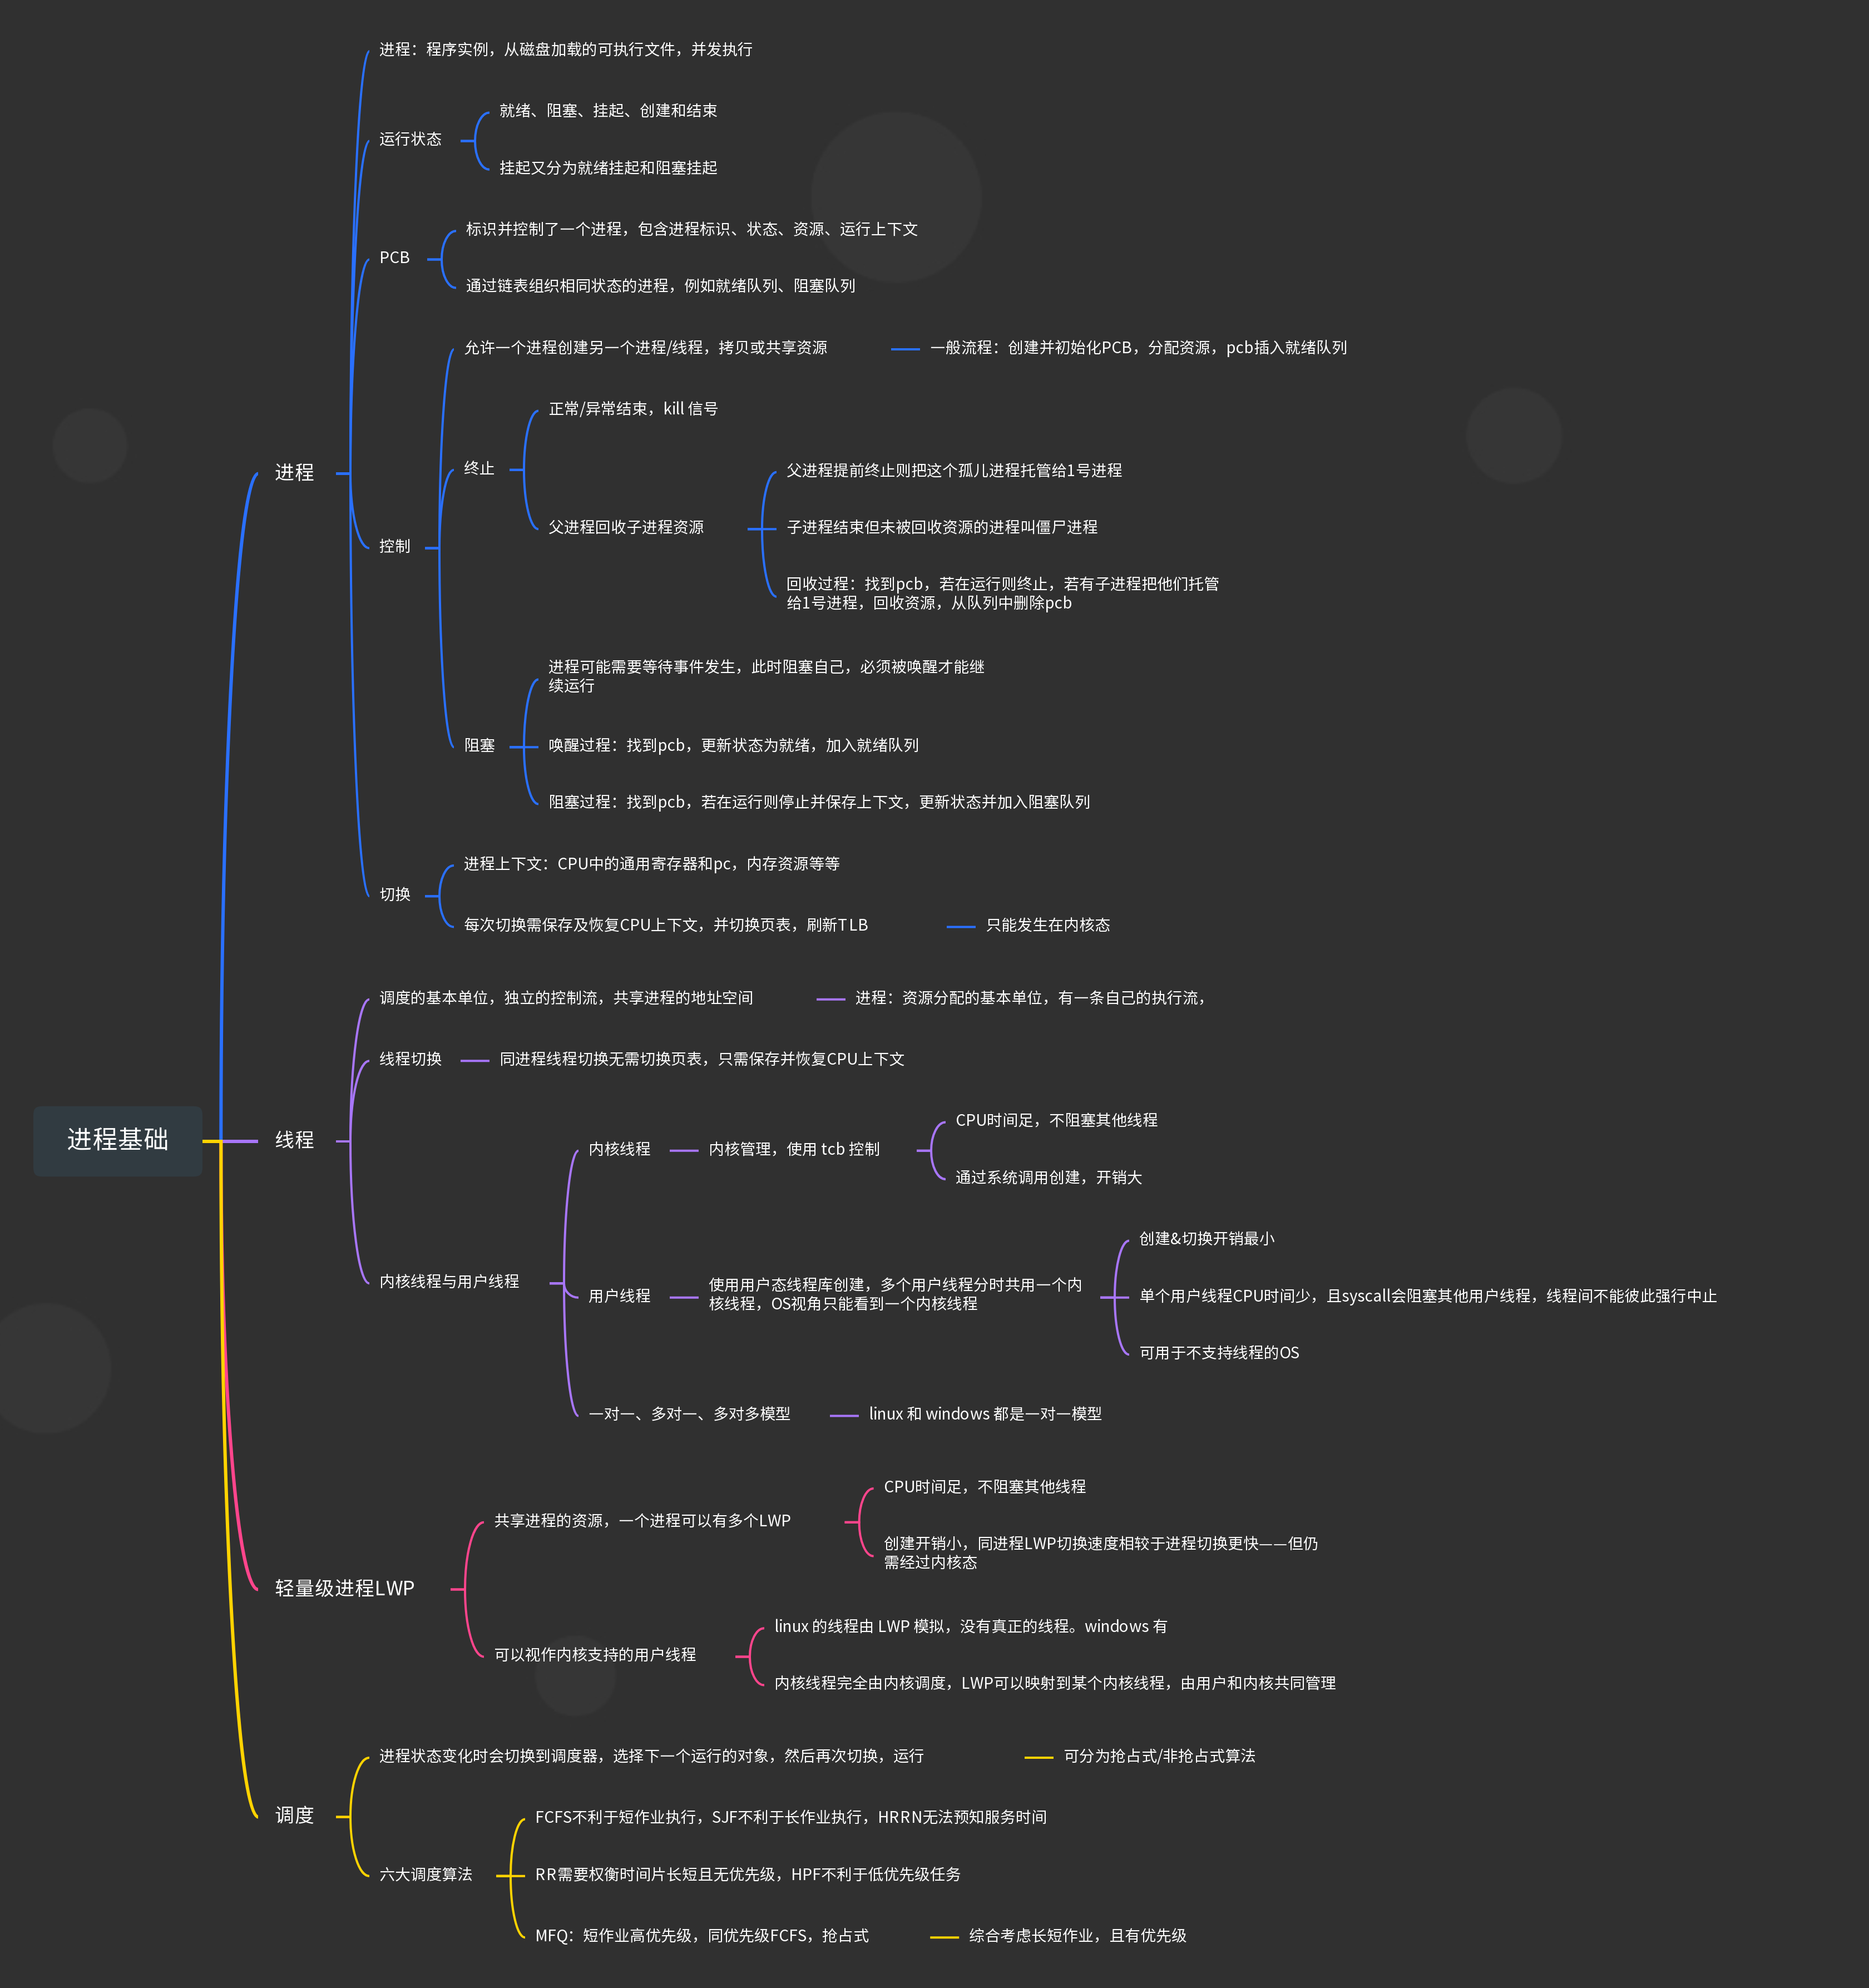 进程：程序实例，从磁盘加载的可执行文件，并发执行
就绪、阻塞、挂起、创建和结束
运行状态
挂起又分为就绪挂起和阻塞挂起
标识并控制了一个进程，包含进程标识、状态、资源、运行上下文
PCB
通过链表组织相同状态的进程，例如就绪队列、阻塞队列
允许一个进程创建另一个进程/线程，拷贝或共享资源
一般流程：创建并初始化PCB，分配资源，pcb插入就绪队列
正常/异常结束，kill 信号
终止
父进程提前终止则把这个孤儿进程托管给1号进程
进程
父进程回收子进程资源
子进程结束但未被回收资源的进程叫僵尸进程
控制
回收过程：找到pcb，若在运行则终止，若有子进程把他们托管
给1号进程，回收资源，从队列中删除pcb
进程可能需要等待事件发生，此时阻塞自己，必须被唤醒才能继
续运行
阻塞
唤醒过程：找到pcb，更新状态为就绪，加入就绪队列
阻塞过程：找到pcb，若在运行则停止并保存上下文，更新状态并加入阻塞队列
进程上下文：CPU中的通用寄存器和pc，内存资源等等
切换
每次切换需保存及恢复CPU上下文，并切换页表，刷新TLB
只能发生在内核态
调度的基本单位，独立的控制流，共享进程的地址空间
进程：资源分配的基本单位，有一条自己的执行流，
线程切换
同进程线程切换无需切换页表，只需保存并恢复CPU上下文
进程基础
线程
CPU时间足，不阻塞其他线程
内核线程
内核管理，使用 tcb 控制
通过系统调用创建，开销大
创建&切换开销最小
内核线程与用户线程
用户线程
使用用户态线程库创建，多个用户线程分时共用一个内
核线程，OS视角只能看到一个内核线程
单个用户线程CPU时间少，且syscall会阻塞其他用户线程，线程间不能彼此强行中止
可用于不支持线程的OS
一对一、多对一、多对多模型
linux 和 windows 都是一对一模型
CPU时间足，不阻塞其他线程
共享进程的资源，一个进程可以有多个LWP
创建开销小，同进程LWP切换速度相较于进程切换更快——但仍
需经过内核态
轻量级进程LWP
linux 的线程由 LWP 模拟，没有真正的线程。windows 有
可以视作内核支持的用户线程
内核线程完全由内核调度，LWP可以映射到某个内核线程，由用户和内核共同管理
进程状态变化时会切换到调度器，选择下一个运行的对象，然后再次切换，运行
可分为抢占式/非抢占式算法
调度
FCFS不利于短作业执行，SJF不利于长作业执行，HRRN无法预知服务时间
六大调度算法
RR需要权衡时间片长短且无优先级，HPF不利于低优先级任务
MFQ：短作业高优先级，同优先级FCFS，抢占式
综合考虑长短作业，且有优先级